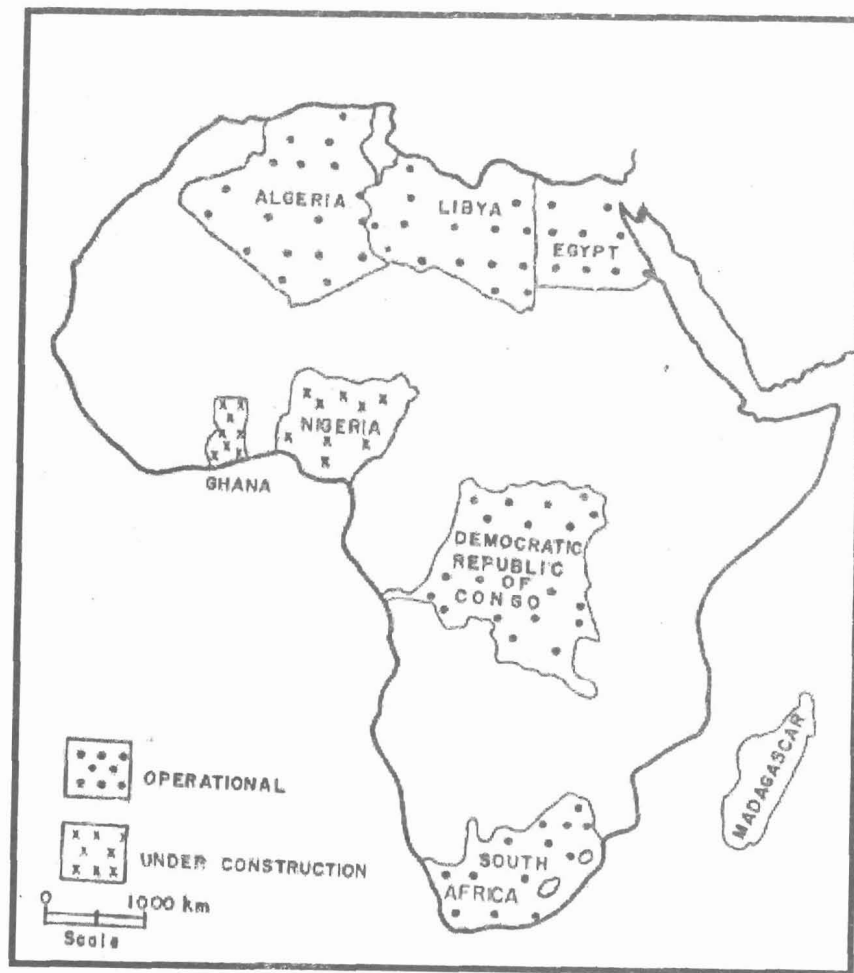 ALGERIA
LIBYA
EGYPT
NIGERIA
GHANA
DEMOCRATIC
REPUBLIC
OF
CONGO
MADAGASCAR
OPERATIONAL
UNDER CONSTRUCTION
SOUTH
AFRICA
0 1000 km
Scale